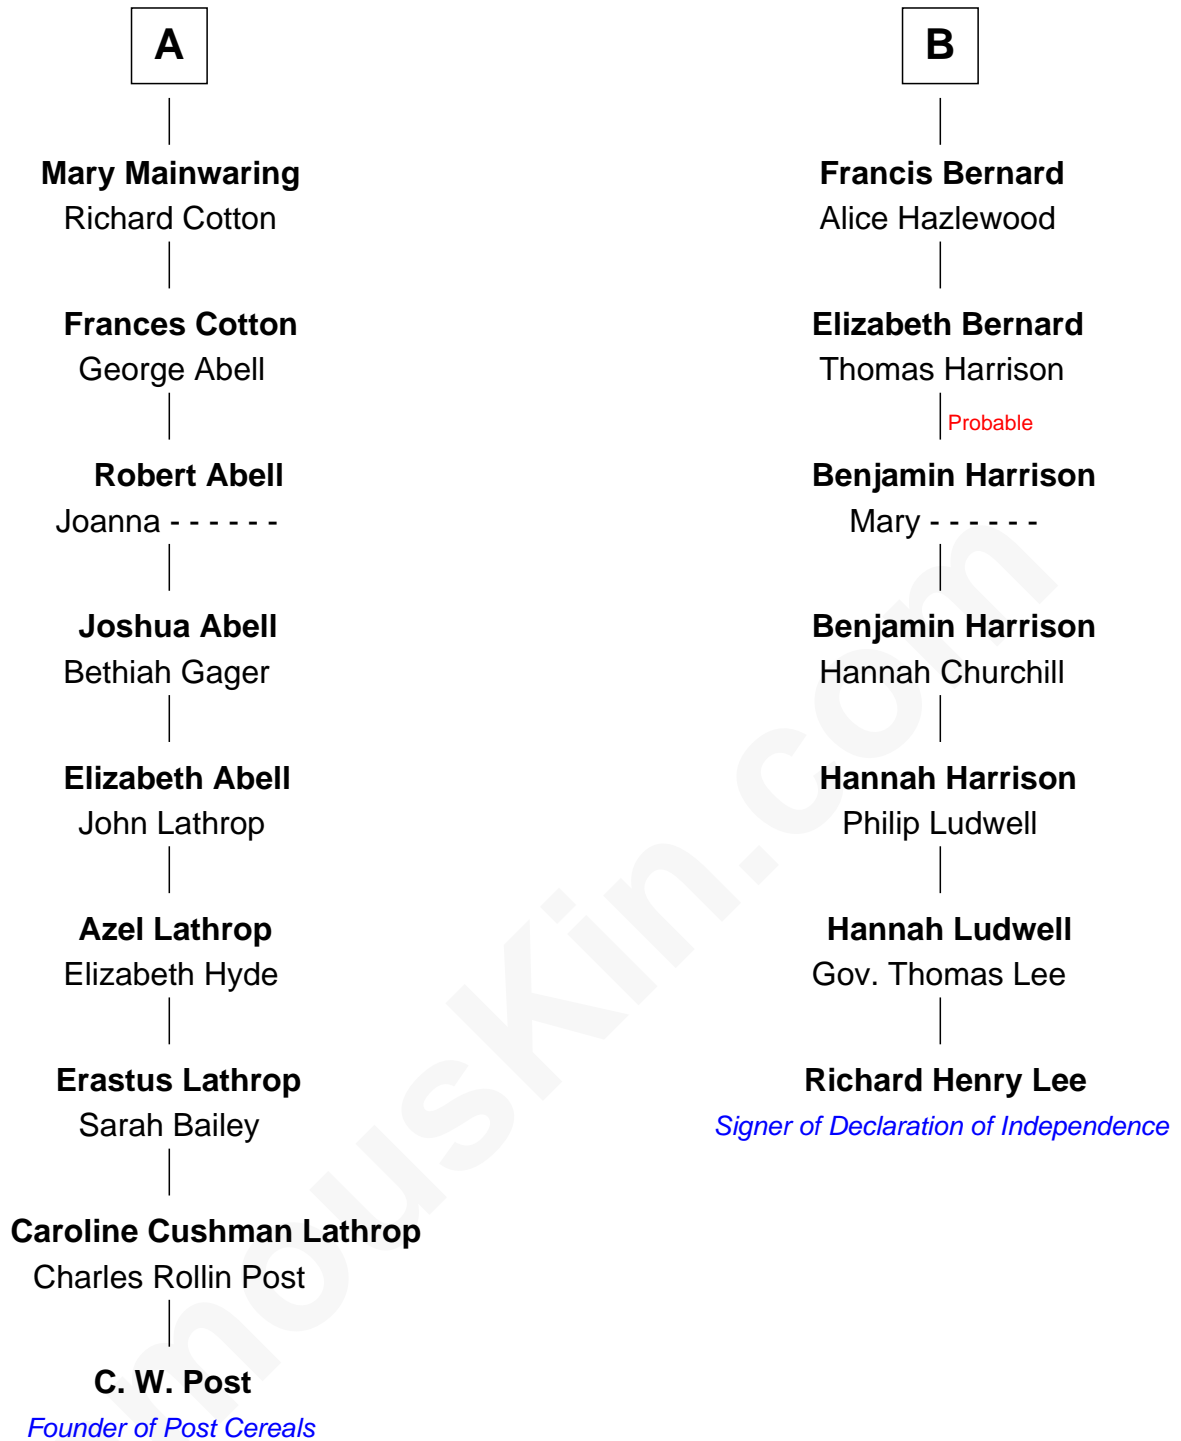 A
Mary Mainwaring
Richard Cotton
Frances Cotton
George Abell
Robert Abell
Joanna - - - - - -
Joshua Abell
Bethiah Gager
Elizabeth Abell
John Lathrop
Azel Lathrop
Elizabeth Hyde
Erastus Lathrop
Sarah Bailey
Caroline Cushman Lathrop
Charles Rollin Post
C. W. Post
Founder of Post Cereals
B
Francis Bernard
Alice Hazlewood
Elizabeth Bernard
Thomas Harrison
Probable
Benjamin Harrison
Mary - - - - - -
Benjamin Harrison
Hannah Churchill
Hannah Harrison
Philip Ludwell
Hannah Ludwell
Gov. Thomas Lee
Richard Henry Lee
Signer of Declaration of Independence
mousKin.com